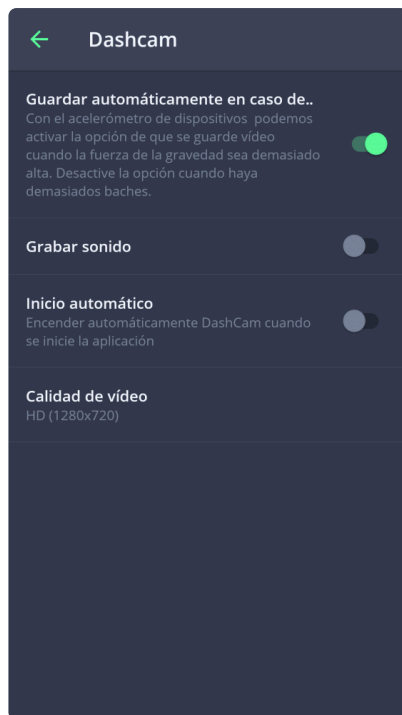 Dashcam
Guardar automáticamente en caso de..
Con el acelerómetro de dispositivos podemos
activar la opción de que se guarde vídeo
cuando la fuerza de la gravedad sea demasiado
alta. Desactive la opción cuando haya
demasiados baches.
Grabar sonido
Inicio automático
Encender automáticamente DashCam cuando
se inicie la aplicación
Calidad de vídeo
HD (1280x720)